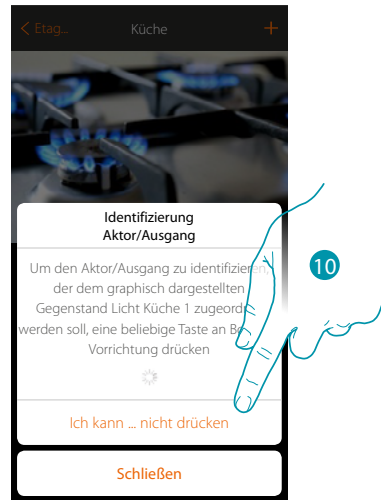 Etag...
Küche
Identifizierung
Aktor/Ausgang
Um den Aktor/Ausgang zu identifizieren,
der dem graphisch dargestellten
Gegenstand Licht Küche 1
werden soll, eine beliebige Taste an
Vorrichtung drücken
Ich kann ... nicht drücken
Schließen
10